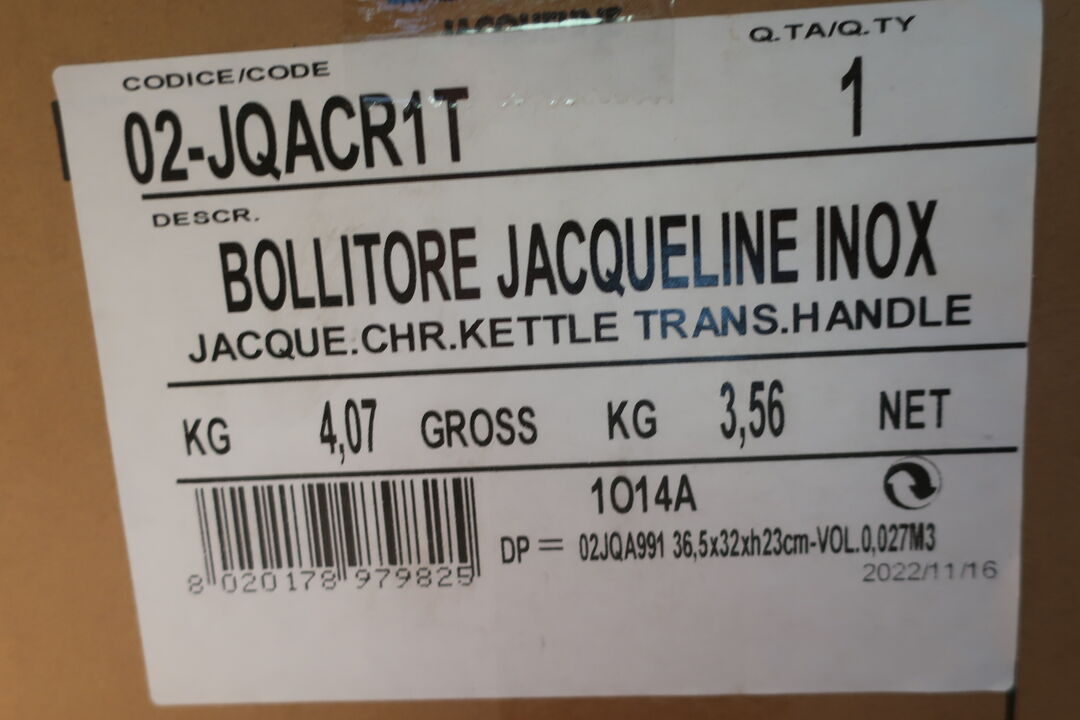 CODICE/CODE
Q.TA/Q.TY
02-JQACR1T
1
DESCR.
BOLLITORE JACQUELINE INOX
JACQUE.CHR.KETTLE TRANS.HANDLE
KG 4,07 GROSS KG 3,56 NET
1014A
DP = 02JQA991 36,5x32xh23cm-VOL.0,027M3
8 020178 979825
2022/11/16